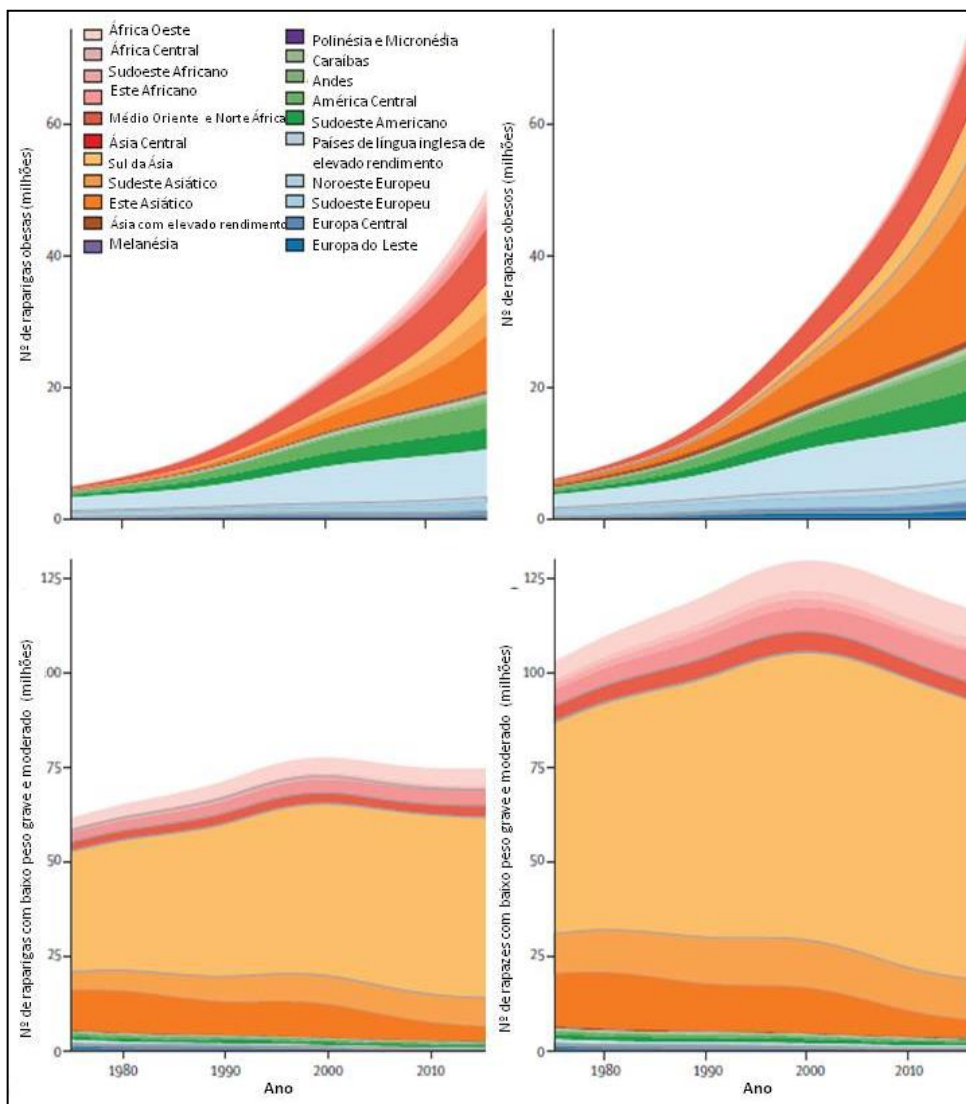 África Oeste
África Central
Sudoeste Africano
Este Africano
Médio Oriente e Norte África
Ásia Central
Sul da Ásia
Sudeste Asiático
Este Asiático
Ásia com elevado rendimento
Melanésia
Polinésia e Micronésia
Caraíbas
Andes
América Central
Sudoeste Americano
Países de língua inglesa de
elevado rendimento
Noroeste Europeu
Sudoeste Europeu
Europa Central
Europa do Leste
Nº de raparigas obesas (milhões)
60
40
20
0
Nº de rapazes obesos (milhões)
60
40
20
0
Nº de raparigas com baixo peso grave e moderado (milhões)
125
00
75
50
25
0
1980
1990
2000
2010
Ano
Nº de rapazes com baixo peso grave e moderado (milhões)
125
100
75
50
25
0
1980
1990
2000
2010
Ano